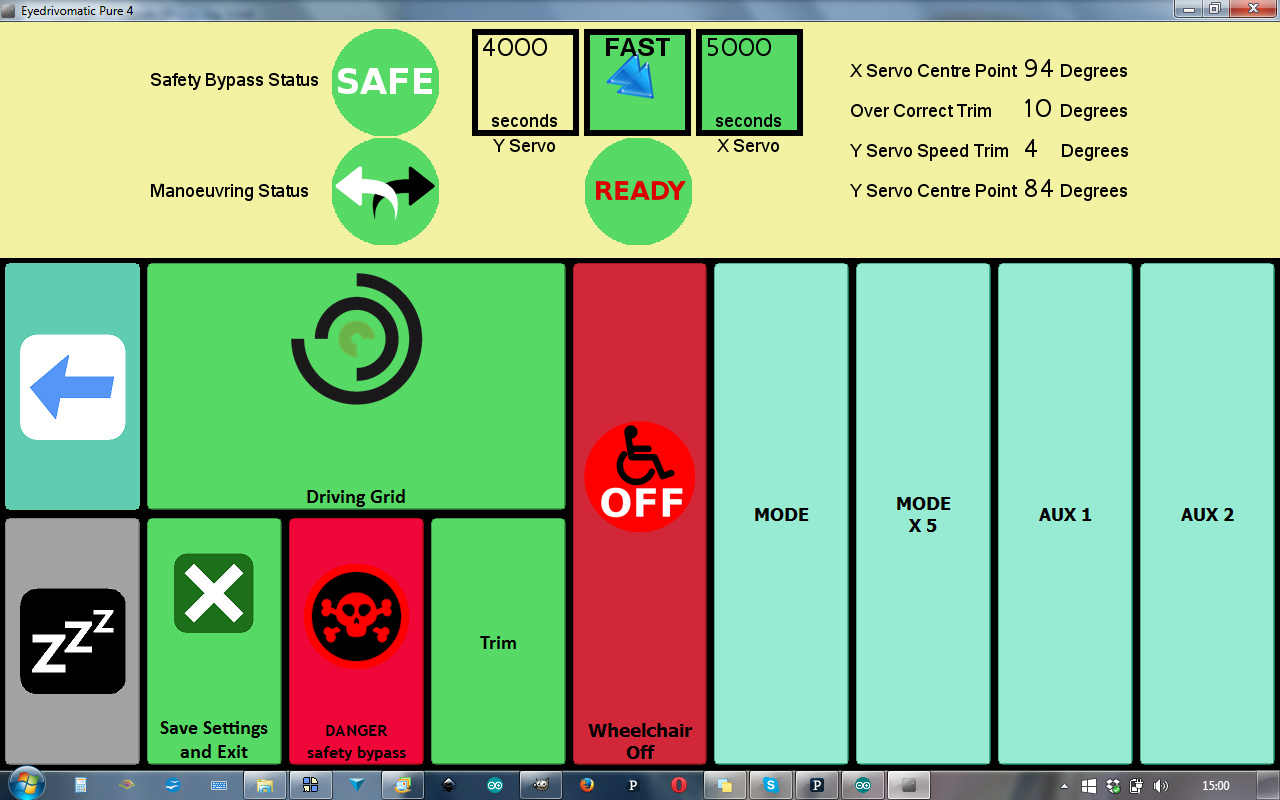 Eyedrivomatic Pure 4
Safety Bypass Status
SAFE
4000
seconds
Y Servo
FAST
5000
seconds
X Servo
X Servo Centre Point 94 Degrees
Over Correct Trim 10 Degrees
Y Servo Speed Trim 4 Degrees
Y Servo Centre Point 84 Degrees
Manoeuvring Status
READY
Driving Grid
OFF
Wheelchair
Off
MODE
MODE
X 5
AUX 1
AUX 2
zzz
Save Settings
and Exit
DANGER
safety bypass
Trim
15:00